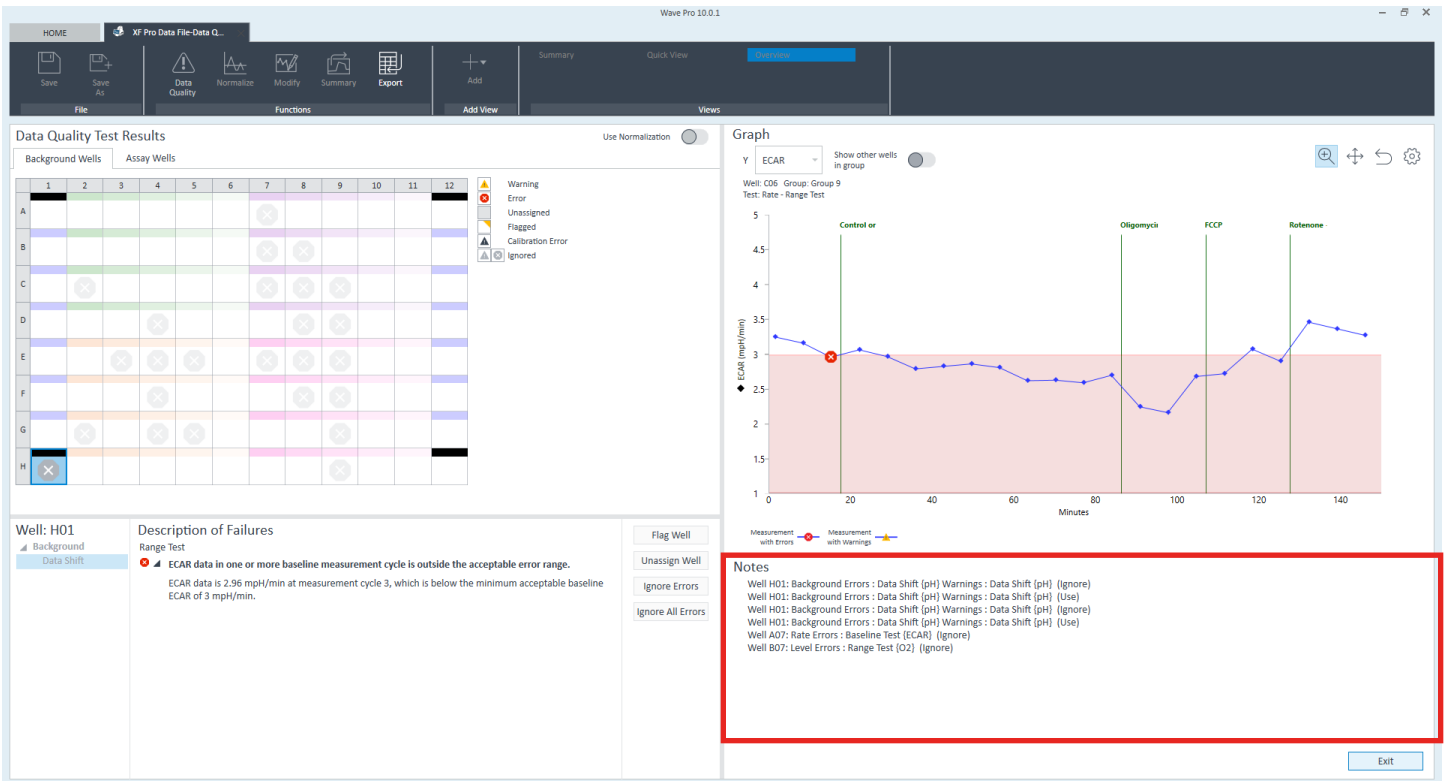 Wave Pro 10.0.1
HOME
XF Pro Data File-Data Q...
Save
Save As
Data Quality
Normalize
Modify
Summary
Export
Add
Summary
Quick View
Overview
File
Functions
Add View
Views
Data Quality Test Results
Use Normalization
Background Wells
Assay Wells
1 2 3 4 5 6 7 8 9 10 11 12
A
B
C
D
E
F
G
H
Warning
Error
Unassigned
Flagged
Calibration Error
Ignored
Graph
Y ECAR
Show other wells
in group
Well: C06 Group: Group 9
Test: Rate - Range Test
Control or
Oligomycin
FCCP
Rotenone
5
4.5
4
3.5
3
2.5
2
1.5
1
ECAR (mpH/min)
0 20 40 60 80 100 120 140
Minutes
Measurement
with Errors
Measurement
with Warnings
Well: H01
Background
Data Shift
Description of Failures
Range Test
ECAR data in one or more baseline measurement cycle is outside the acceptable error range.
ECAR data is 2.96 mpH/min at measurement cycle 3, which is below the minimum acceptable baseline
ECAR of 3 mpH/min.
Flag Well
Unassign Well
Ignore Errors
Ignore All Errors
Notes
Well H01: Background Errors : Data Shift {pH} Warnings : Data Shift {pH} (Ignore)
Well H01: Background Errors : Data Shift {pH} Warnings : Data Shift {pH} (Use)
Well H01: Background Errors : Data Shift {pH} Warnings : Data Shift {pH} (Ignore)
Well H01: Background Errors : Data Shift {pH} Warnings : Data Shift {pH} (Use)
Well A07: Rate Errors : Baseline Test {ECAR} (Ignore)
Well B07: Level Errors : Range Test {O2} (Ignore)
Exit